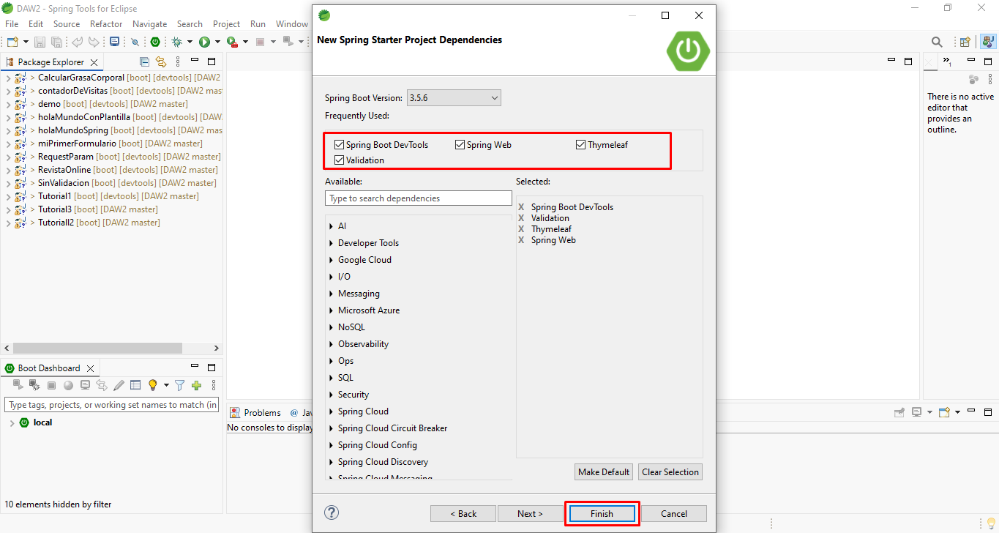 DAW2 - Spring Tools for Eclipse
File Edit Source Refactor Navigate Search Project Run Window
Package Explorer
> CalcularGrasaCorporal [boot] [devtools] [DAW2
> contadorDeVisitas [boot] [devtools] [DAW2 mas
> demo [boot] [devtools] [DAW2 master]
> holaMundoConPlantilla [boot] [devtools] [DAW
> holaMundoSpring [boot] [devtools] [DAW2 mas
> miPrimerFormulario [boot] [DAW2 master]
> RequestParam [boot] [devtools] [DAW2 master]
> RevistaOnline [boot] [devtools] [DAW2 master]
> SinValidacion [boot] [devtools] [DAW2 master]
> Tutorial1 [boot] [devtools] [DAW2 master]
> Tutorial3 [boot] [DAW2 master]
> Tutorial2 [boot] [DAW2 master]
Boot Dashboard
Type tags, projects, or working set names to match (in
local
10 elements hidden by filter
New Spring Starter Project Dependencies
Spring Boot Version: 3.5.6
Frequently Used:
Spring Boot DevTools Spring Web Thymeleaf
Validation
Available: Selected:
Type to search dependencies
AI
Developer Tools
Google Cloud
I/O
Messaging
Microsoft Azure
NoSQL
Observability
Ops
SQL
Security
Spring Cloud
Spring Cloud Circuit Breaker
Spring Cloud Config
Spring Cloud Discovery
Spring Cloud Messaging
X Spring Boot DevTools
X Validation
X Thymeleaf
X Spring Web
Make Default Clear Selection
? < Back Next > Finish Cancel
Problems @ Jav
No consoles to display
»1
There is no active
editor that
provides an
outline.